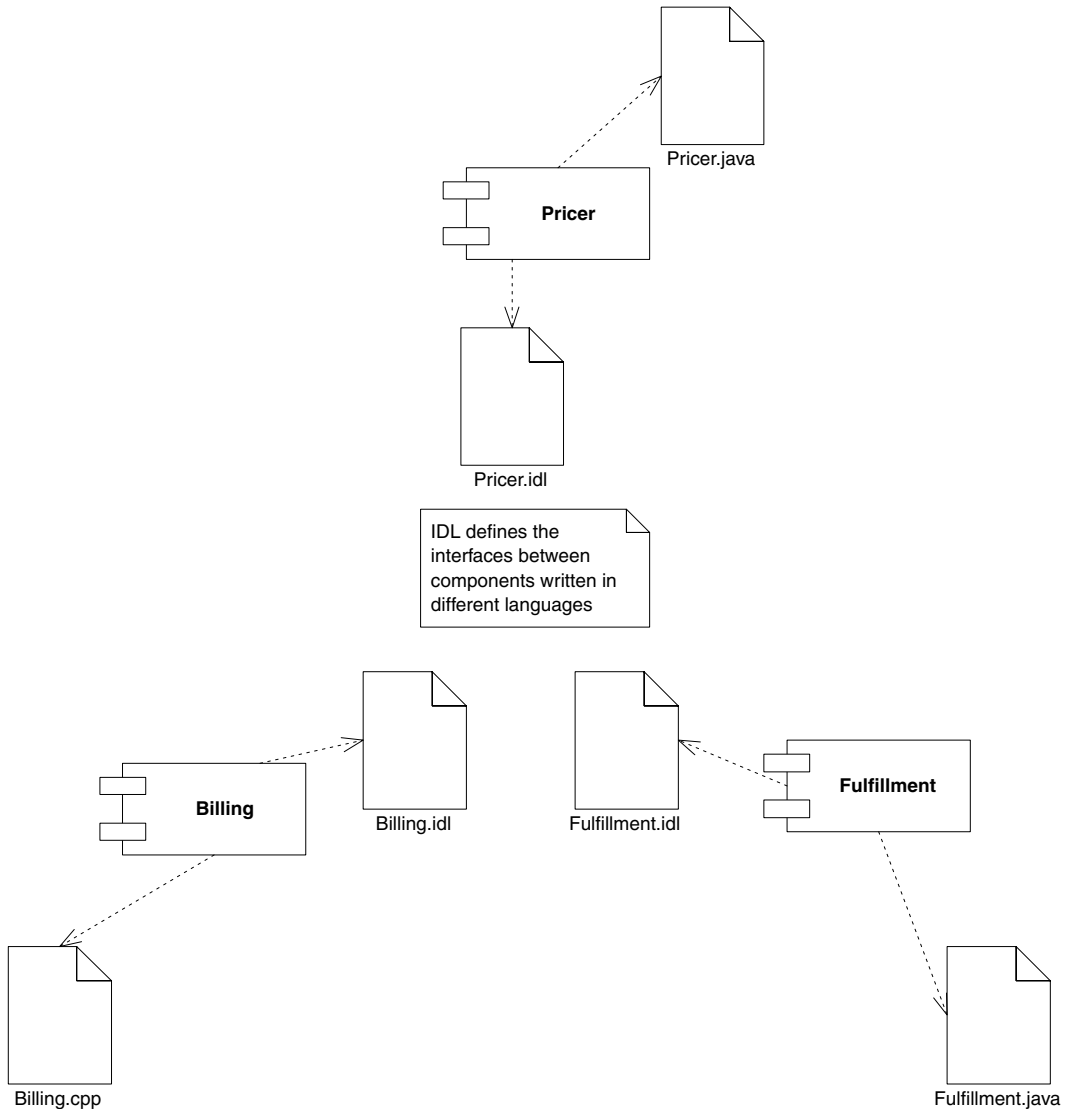 Pricer.java
Pricer
Pricer.idl
IDL defines the
interfaces between
components written in
different languages
Billing
Billing.idl
Fulfillment.idl
Fulfillment
Billing.cpp
Fulfillment.java